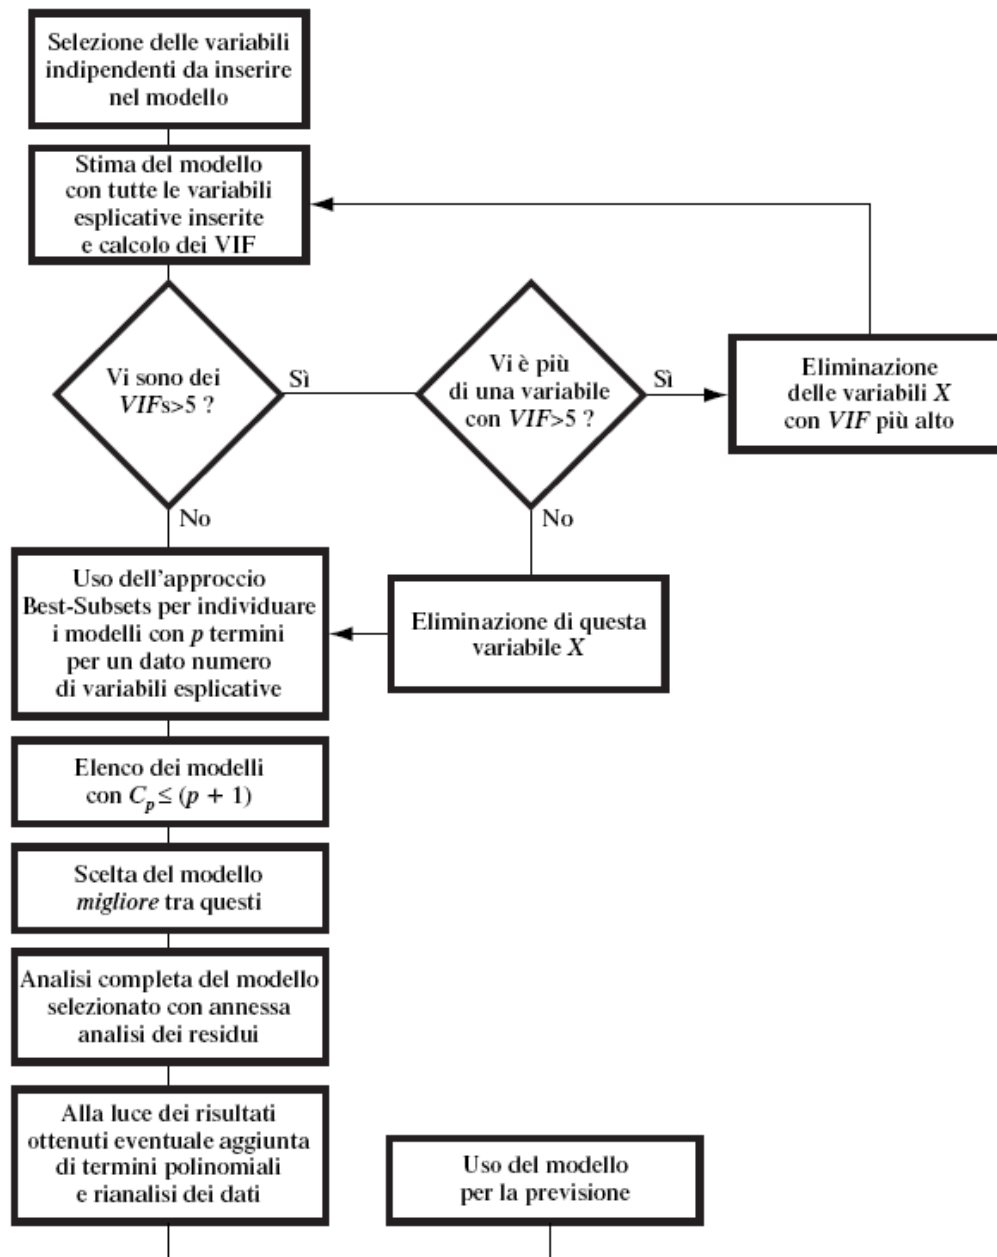 Selezione delle variabili
indipendenti da inserire
nel modello
Stima del modello
con tutte le variabili
esplicative inserite
e calcolo dei VIF
Vi sono dei
VIFs>5 ?
Sì
Vi è più
di una variabile
con VIF>5 ?
Sì
Eliminazione
delle variabili X
con VIF più alto
No
No
Uso dell'approccio
Best-Subsets per individuare
i modelli con p termini
per un dato numero
di variabili esplicative
Eliminazione di questa
variabile X
Elenco dei modelli
con Cp ≤ (p + 1)
Scelta del modello
migliore tra questi
Analisi completa del modello
selezionato con annessa
analisi dei residui
Alla luce dei risultati
ottenuti eventuale aggiunta
di termini polinomiali
e rianalisi dei dati
Uso del modello
per la previsione